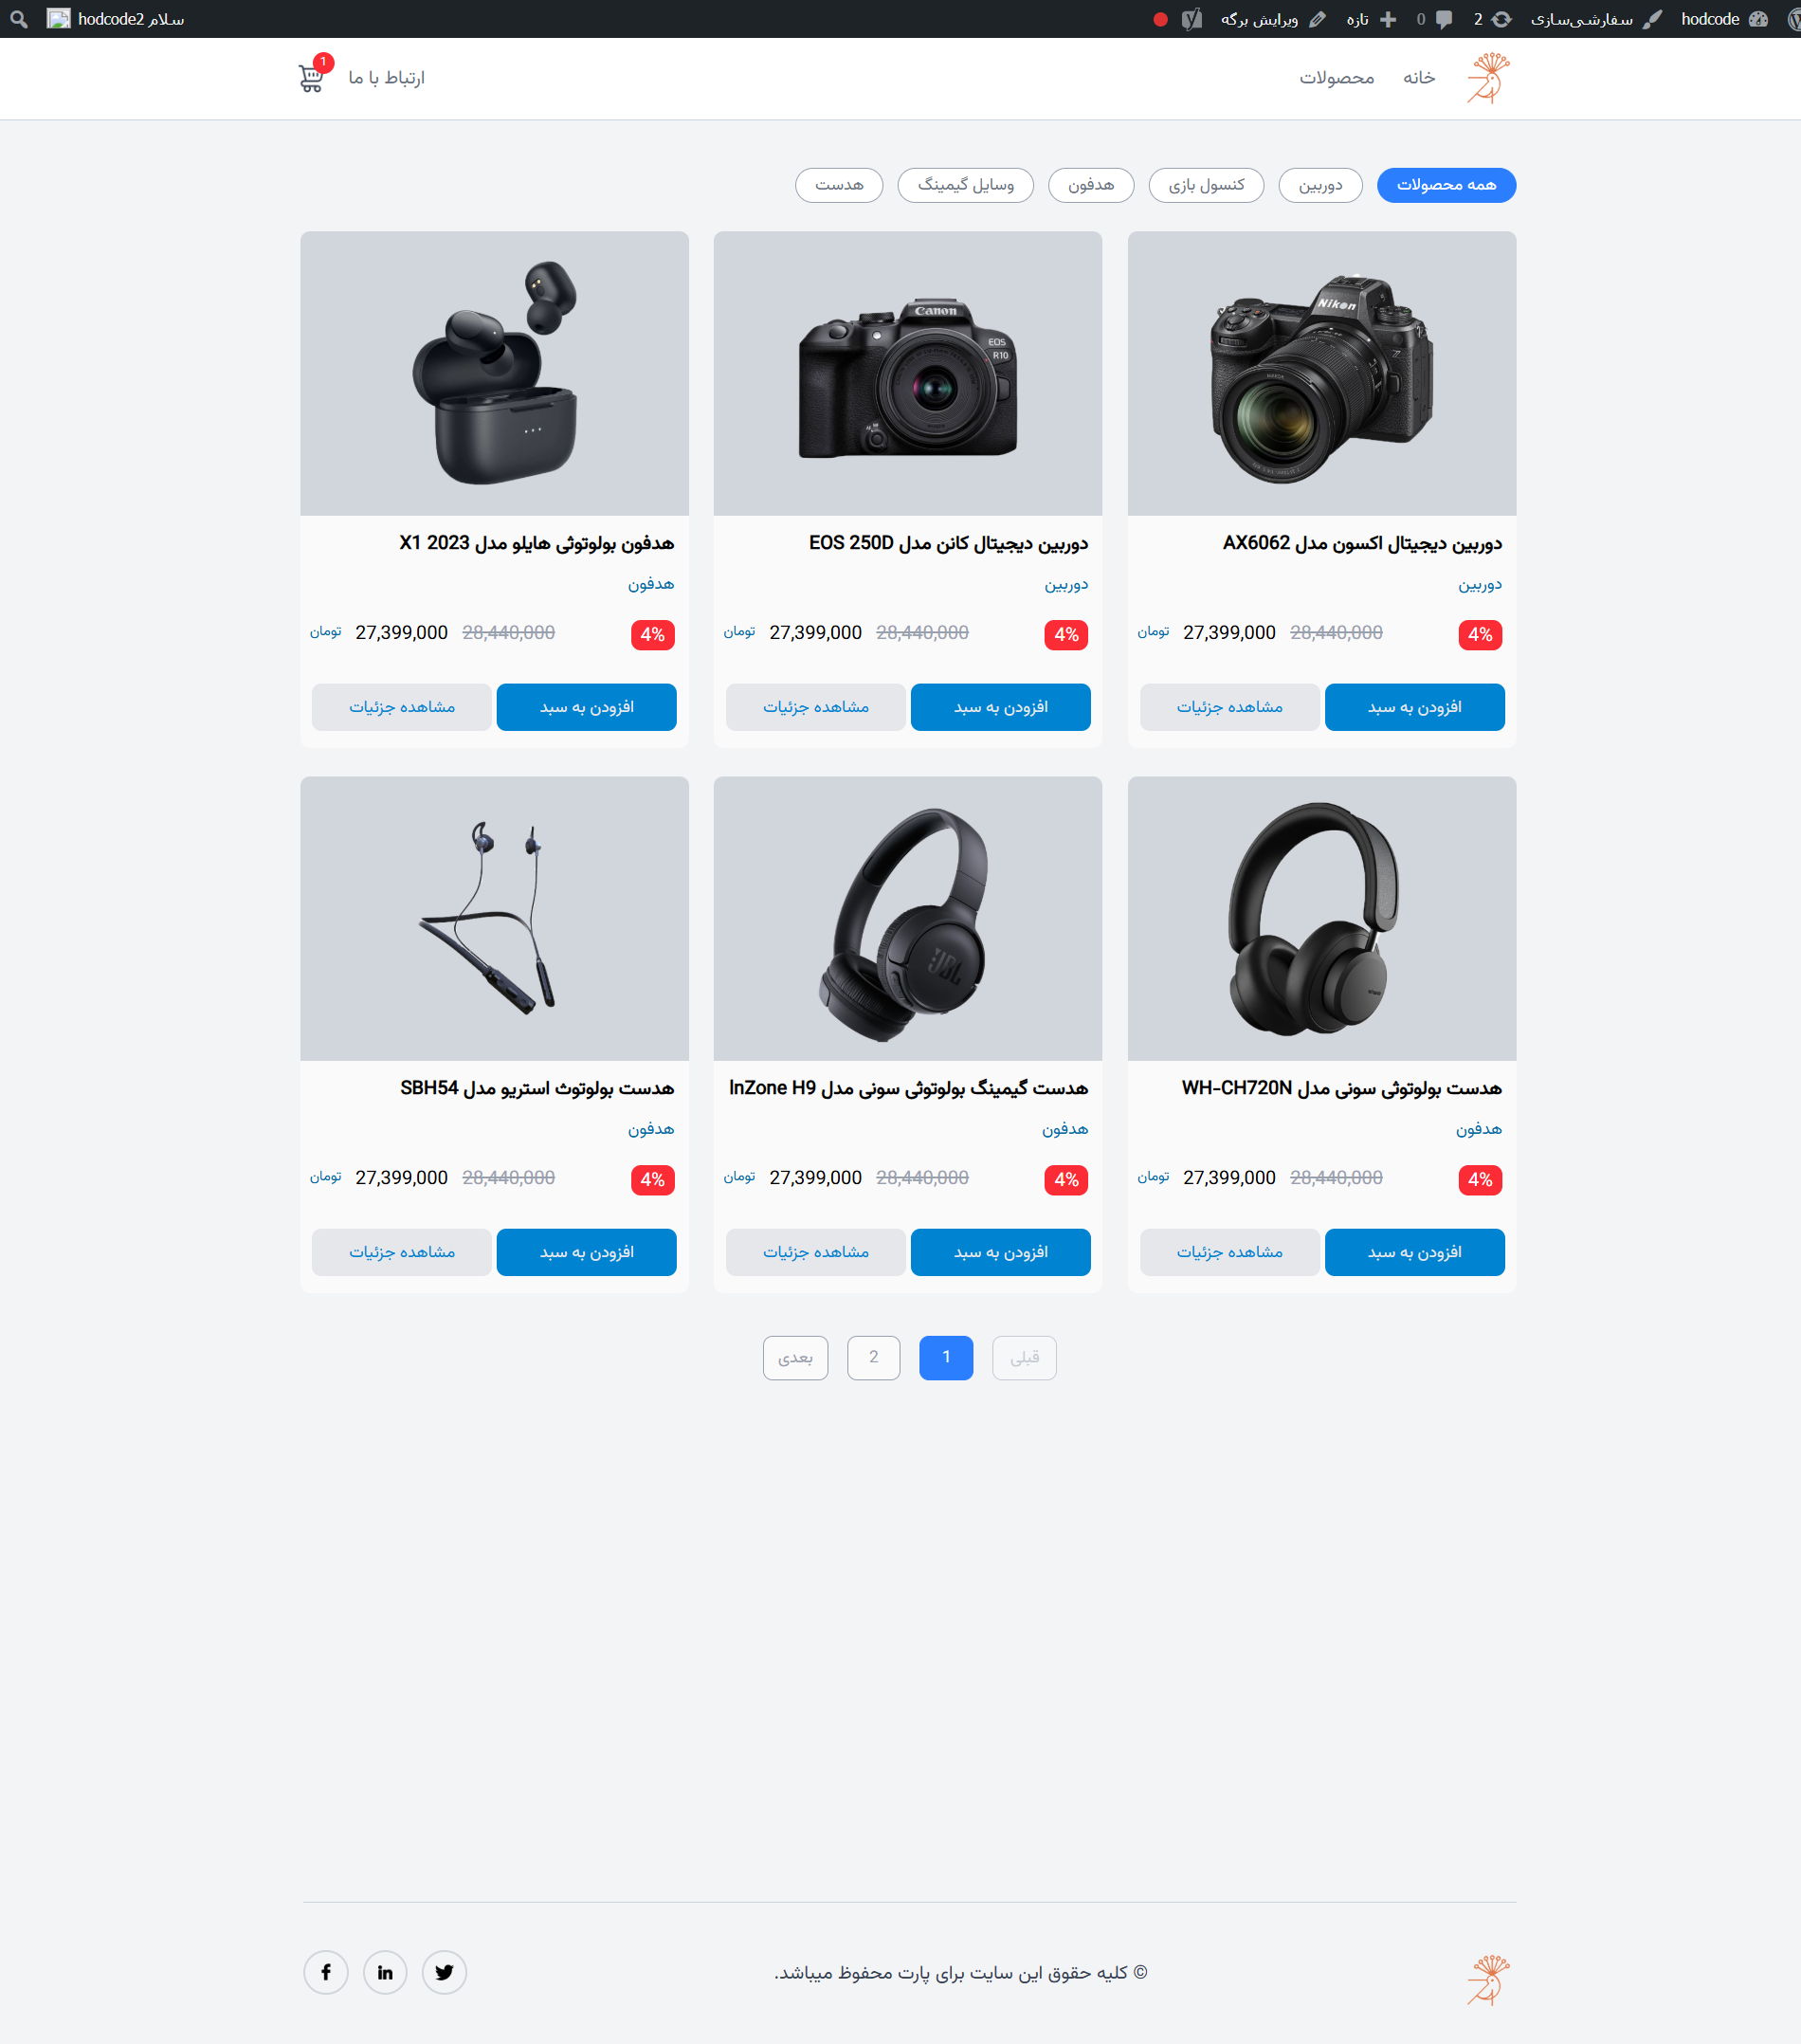 hodcode
سفارشی‌سازی
2
0
تازه
ویرایش برگه
سلام hodcode2
خانه
محصولات
ارتباط با ما
1
همه محصولات
دوربین
کنسول بازی
هدفون
وسایل گیمینگ
هدست
Nikon
Z
Canon
EOS
R10
دوربین دیجیتال اکسون مدل AX6062
دوربین
4%
28,440,000
27,399,000
تومان
افزودن به سبد
مشاهده جزئیات
دوربین دیجیتال کانن مدل EOS 250D
دوربین
4%
28,440,000
27,399,000
تومان
افزودن به سبد
مشاهده جزئیات
هدفون بولوتوثی هایلو مدل X1 2023
هدفون
4%
28,440,000
27,399,000
تومان
افزودن به سبد
مشاهده جزئیات
JBL
هدست بولوتوثی سونی مدل WH-CH720N
هدفون
4%
28,440,000
27,399,000
تومان
افزودن به سبد
مشاهده جزئیات
هدست گیمینگ بولوتوثی سونی مدل InZone H9
هدفون
4%
28,440,000
27,399,000
تومان
افزودن به سبد
مشاهده جزئیات
هدست بولوتوث استریو مدل SBH54
هدفون
4%
28,440,000
27,399,000
تومان
افزودن به سبد
مشاهده جزئیات
قبلی
1
2
بعدی
© کلیه حقوق این سایت برای پارت محفوظ میباشد.